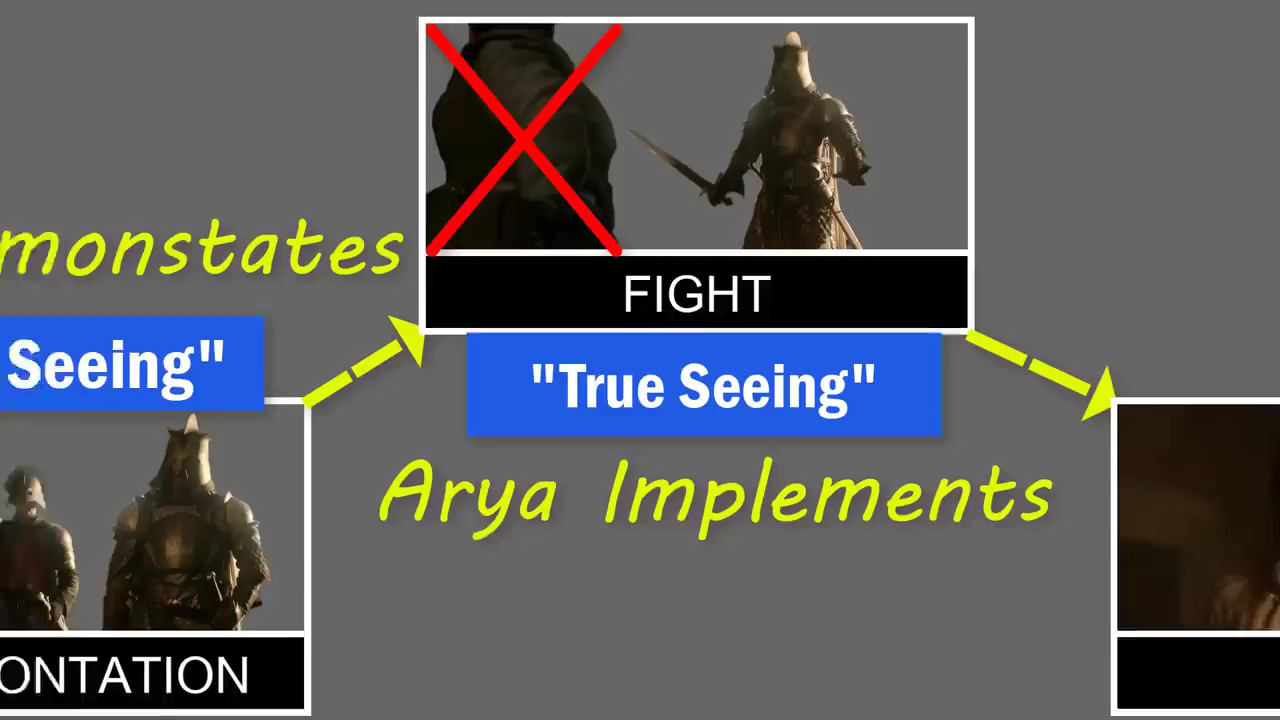 monstates
Seeing"
ONTATION
FIGHT
"True Seeing"
Arya Implements